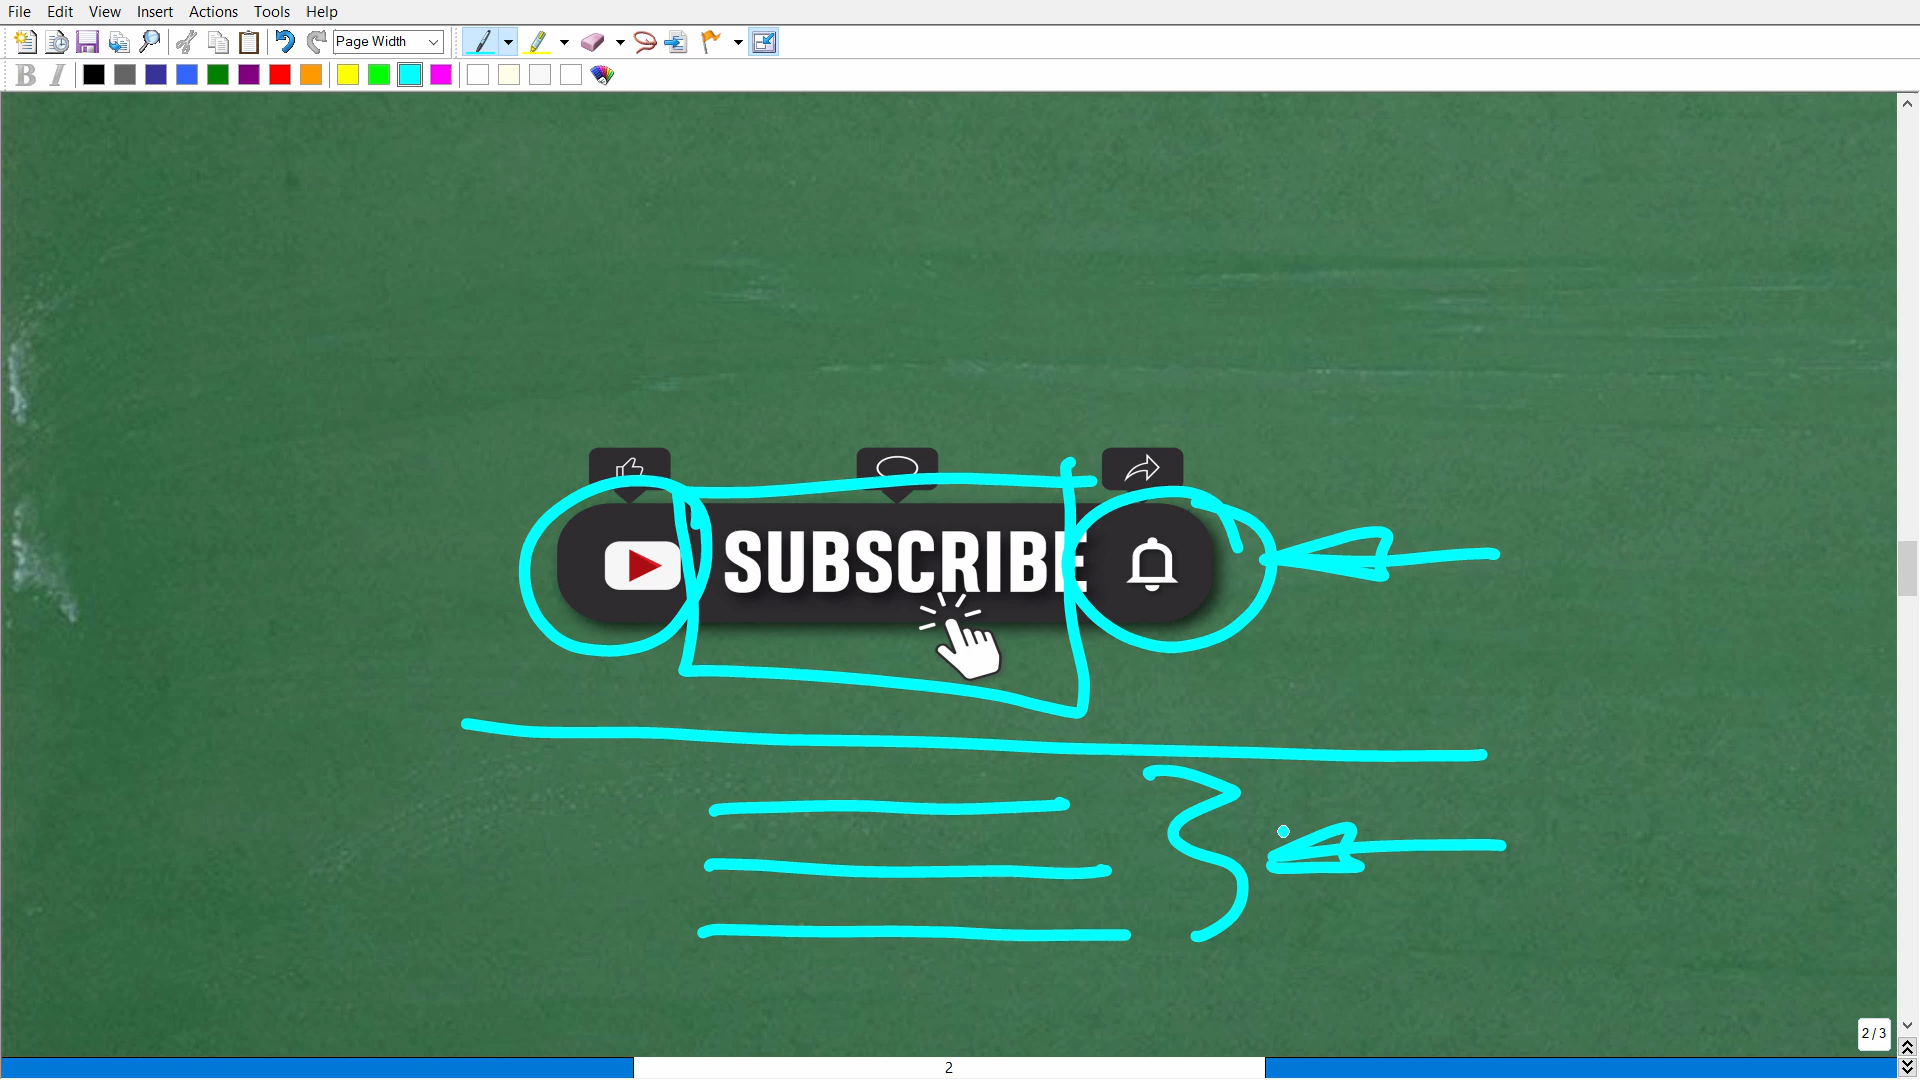 File Edit View Insert Actions Tools Help
Page Width
B I
SUBSCRIBE
2 / 3
2